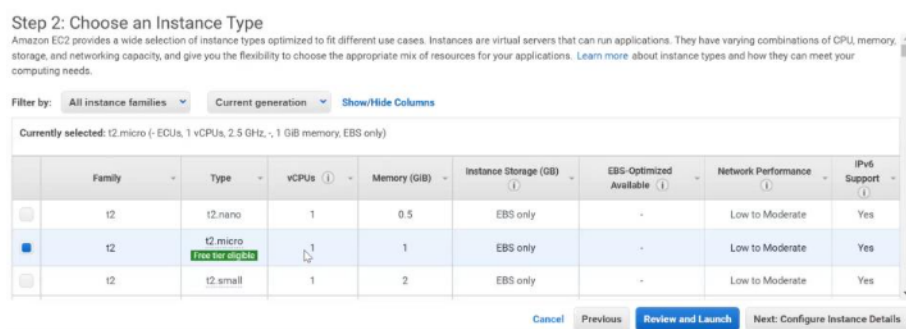 Step 2: Choose an Instance Type
Amazon EC2 provides a wide selection of instance types optimized to fit different use cases. Instances are virtual servers that can run applications. They have varying combinations of CPU, memory,
storage, and networking capacity, and give you the flexibility to choose the appropriate mix of resources for your applications. Learn more about instance types and how they can meet your
computing needs.
Filter by: All instance families Current generation Show/Hide Columns
Currently selected: t2.micro (- ECUs, 1 vCPUs, 2.5 GHz, -, 1 GiB memory, EBS only)
Family Type vCPUs Memory (GiB) Instance Storage (GB) EBS-Optimized Available Network Performance IPv6 Support
t2 t2.nano 1 0.5 EBS only - Low to Moderate Yes
t2 t2.micro 1 1 EBS only - Low to Moderate Yes
Free tier eligible
t2 t2.small 1 2 EBS only - Low to Moderate Yes
Cancel Previous Review and Launch Next: Configure Instance Details